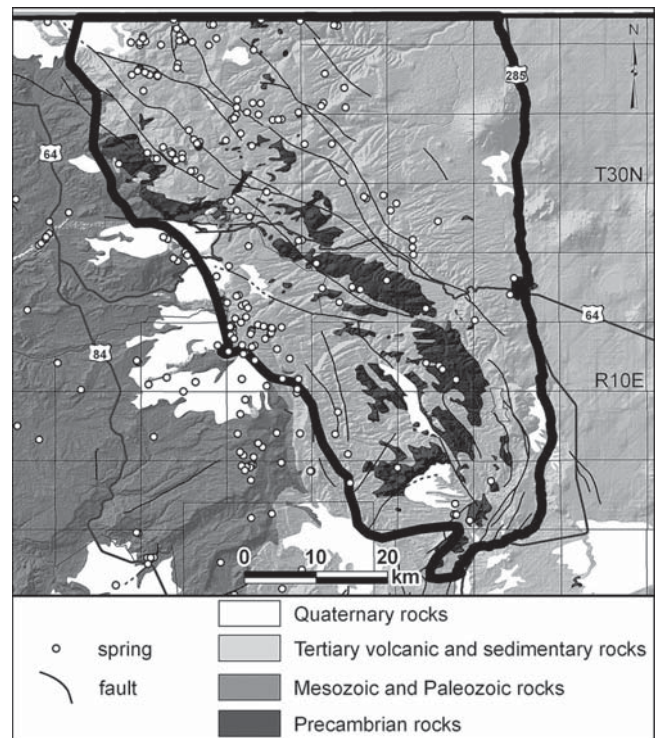 N
285
64
T30N
64
84
R10E
0 10 20
km
Quaternary rocks
spring
Tertiary volcanic and sedimentary rocks
fault
Mesozoic and Paleozoic rocks
Precambrian rocks